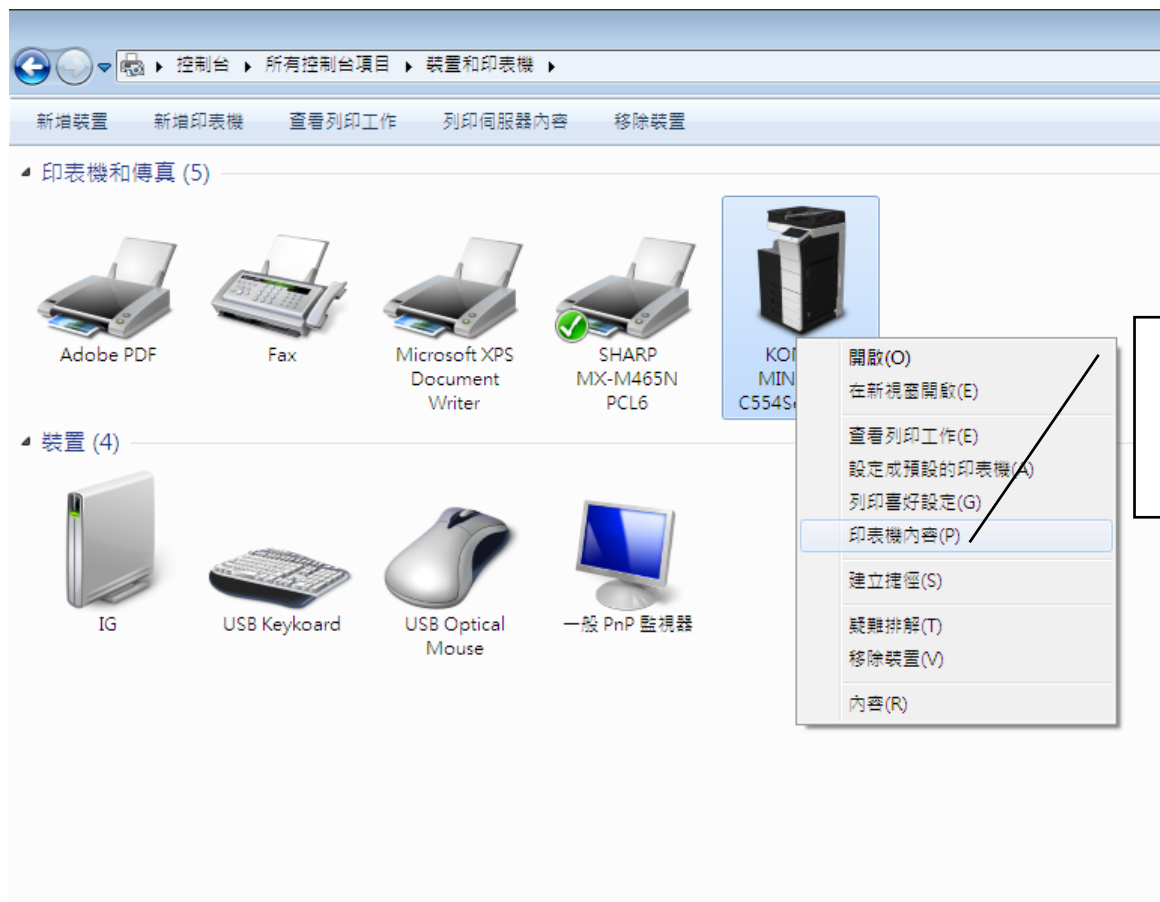 控制台 所有控制台項目 裝置和印表機
新增裝置 新增印表機 查看列印工作 列印伺服器內容 移除裝置
印表機和傳真 (5)
Adobe PDF
Fax
Microsoft XPS
Document
Writer
SHARP
MX-M465N
PCL6
KO
MIN
C554S
開啟(O)
在新視窗開啟(E)
查看列印工作(E)
設定成預設的印表機(A)
列印喜好設定(G)
印表機內容(P)
建立捷徑(S)
疑難排解(T)
移除裝置(V)
內容(R)
裝置 (4)
IG
USB Keykoard
USB Optical
Mouse
一般 PnP 監視器